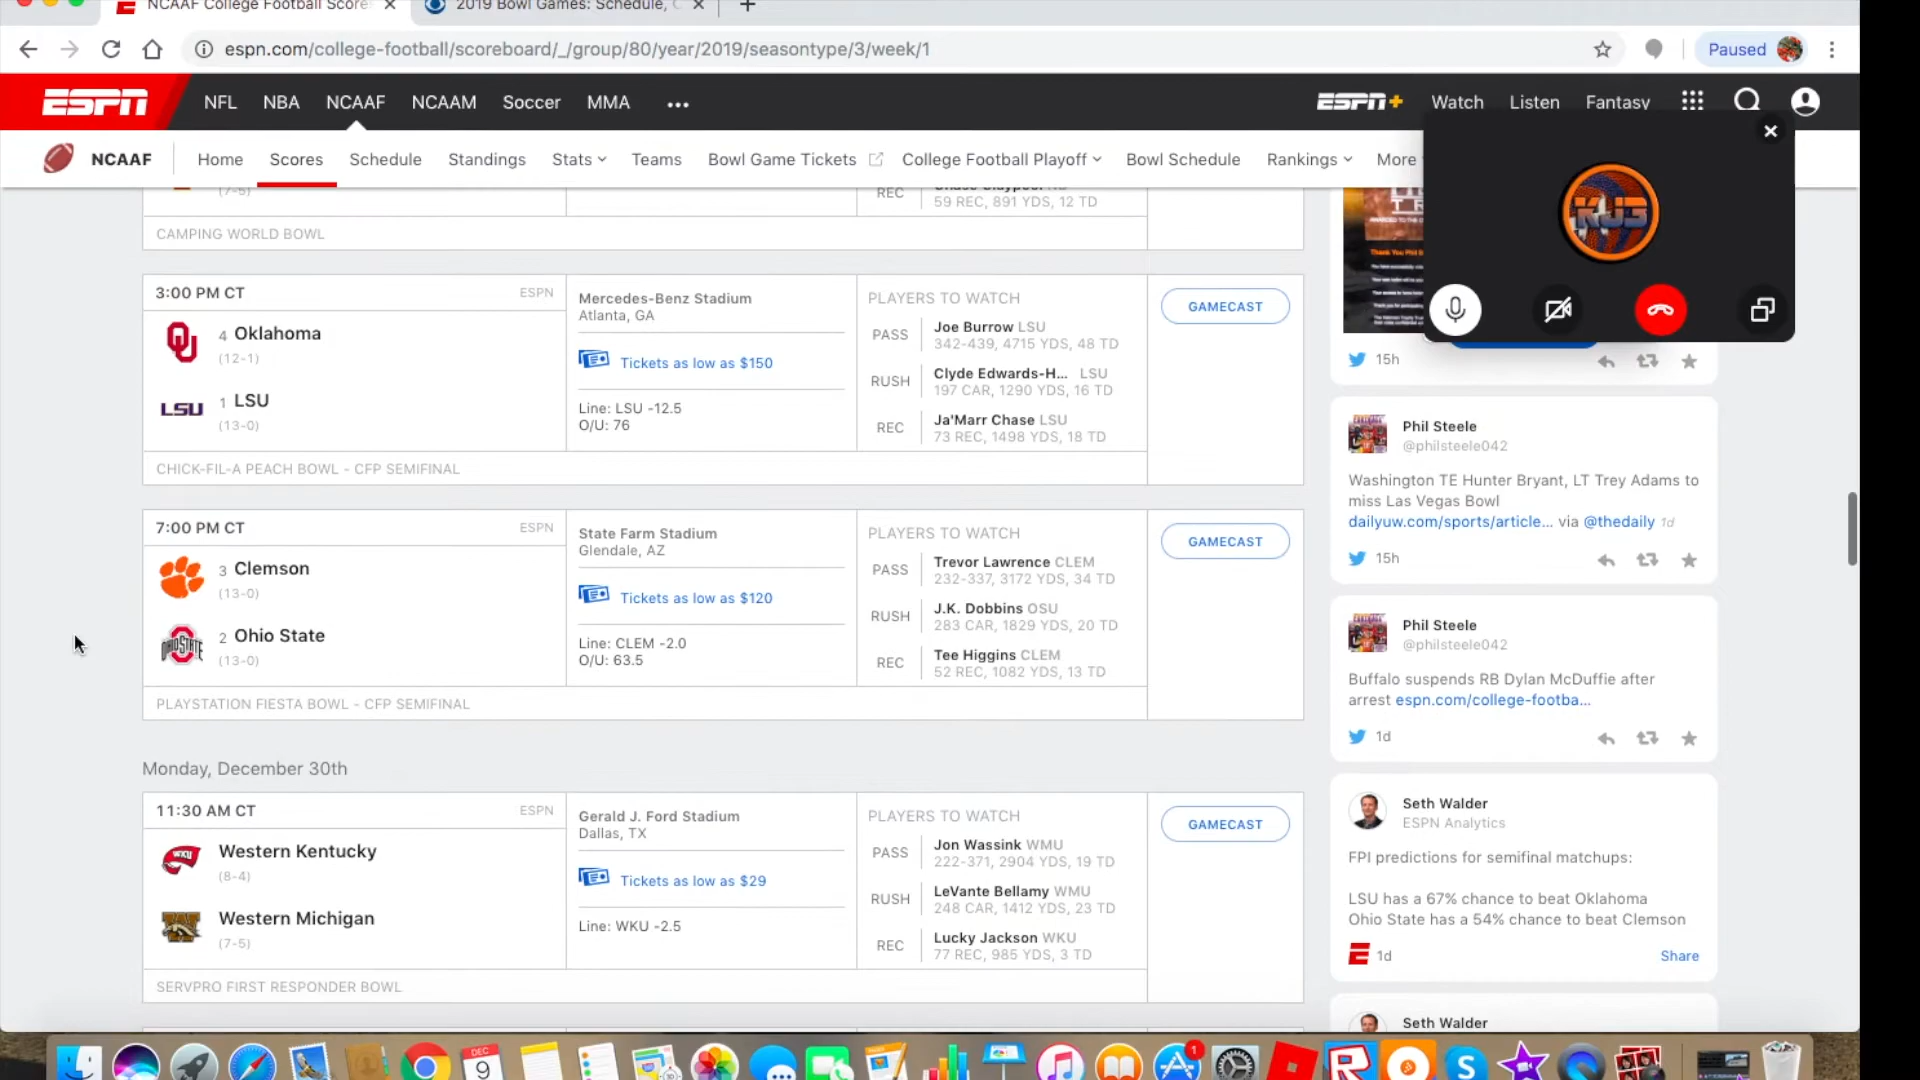 NCAAF College Football Scores
2019 Bowl Games: Schedule,
espn.com/college-football/scoreboard/_/group/80/year/2019/seasontype/3/week/1
Paused
ESPN
NFL
NBA
NCAAF
NCAAM
Soccer
MMA
ESPN+
Watch
Listen
Fantasy
NCAAF
Home
Scores
Schedule
Standings
Stats
Teams
Bowl Game Tickets
College Football Playoff
Bowl Schedule
Rankings
More
KJ3
(7-5)
REC
59 REC, 891 YDS, 12 TD
CAMPING WORLD BOWL
3:00 PM CT
ESPN
4 Oklahoma
(12-1)
LSU
1 LSU
(13-0)
Mercedes-Benz Stadium
Atlanta, GA
Tickets as low as $150
Line: LSU -12.5
O/U: 76
PLAYERS TO WATCH
PASS
Joe Burrow LSU
342-439, 4715 YDS, 48 TD
RUSH
Clyde Edwards-H... LSU
197 CAR, 1290 YDS, 16 TD
REC
Ja'Marr Chase LSU
73 REC, 1498 YDS, 18 TD
GAMECAST
CHICK-FIL-A PEACH BOWL - CFP SEMIFINAL
7:00 PM CT
ESPN
3 Clemson
(13-0)
OHIO STATE
2 Ohio State
(13-0)
State Farm Stadium
Glendale, AZ
Tickets as low as $120
Line: CLEM -2.0
O/U: 63.5
PLAYERS TO WATCH
PASS
Trevor Lawrence CLEM
232-337, 3172 YDS, 34 TD
RUSH
J.K. Dobbins OSU
283 CAR, 1829 YDS, 20 TD
REC
Tee Higgins CLEM
52 REC, 1082 YDS, 13 TD
GAMECAST
PLAYSTATION FIESTA BOWL - CFP SEMIFINAL
Monday, December 30th
11:30 AM CT
ESPN
WKU
Western Kentucky
(8-4)
Western Michigan
(7-5)
Gerald J. Ford Stadium
Dallas, TX
Tickets as low as $29
Line: WKU -2.5
PLAYERS TO WATCH
PASS
Jon Wassink WMU
222-371, 2904 YDS, 19 TD
RUSH
LeVante Bellamy WMU
248 CAR, 1412 YDS, 23 TD
REC
Lucky Jackson WKU
77 REC, 985 YDS, 3 TD
GAMECAST
SERVPRO FIRST RESPONDER BOWL
15h
Phil Steele
@philsteele042
Washington TE Hunter Bryant, LT Trey Adams to
miss Las Vegas Bowl
dailyuw.com/sports/article... via @thedaily 1d
15h
Phil Steele
@philsteele042
Buffalo suspends RB Dylan McDuffie after
arrest espn.com/college-footba...
1d
Seth Walder
ESPN Analytics
FPI predictions for semifinal matchups:
LSU has a 67% chance to beat Oklahoma
Ohio State has a 54% chance to beat Clemson
1d
Share
Seth Walder
DEC
9
1